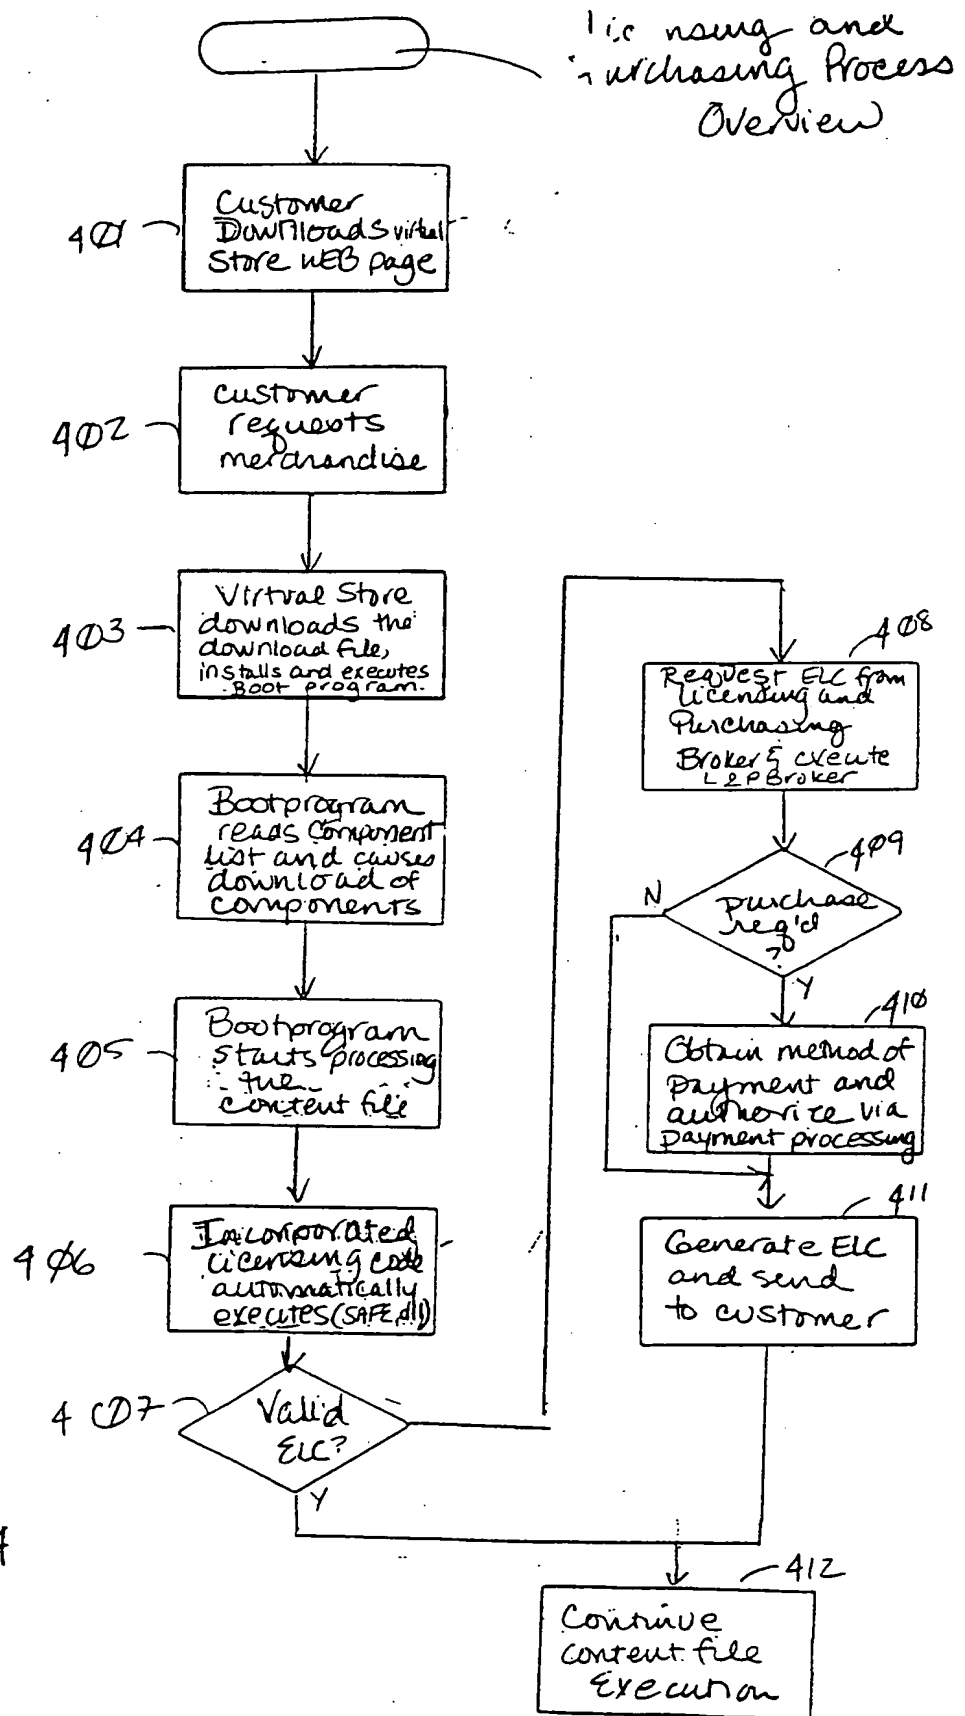 nsing and
Purchasing Process
Overview
401
Customer
Downloads virtual
Store WEB page
402
Customer
requests
merchandise
403
Virtual Store
downloads the
download file,
installs and executes
Boot program.
404
Bootprogram
reads Component
list and causes
download of
components
405
Bootprogram
starts processing
the
content file
406
Incorporated
licensing code
automatically
executes (SAFE.dll)
407
Valid
ELC?
Y
408
Request ELC from
Licensing and
Purchasing
Broker & execute
L&P Broker
409
purchase
req'd
?
N
Y
410
Obtain method of
payment and
authorize via
payment processing
411
Generate ELC
and send
to customer
412
Continue
content file
Execution